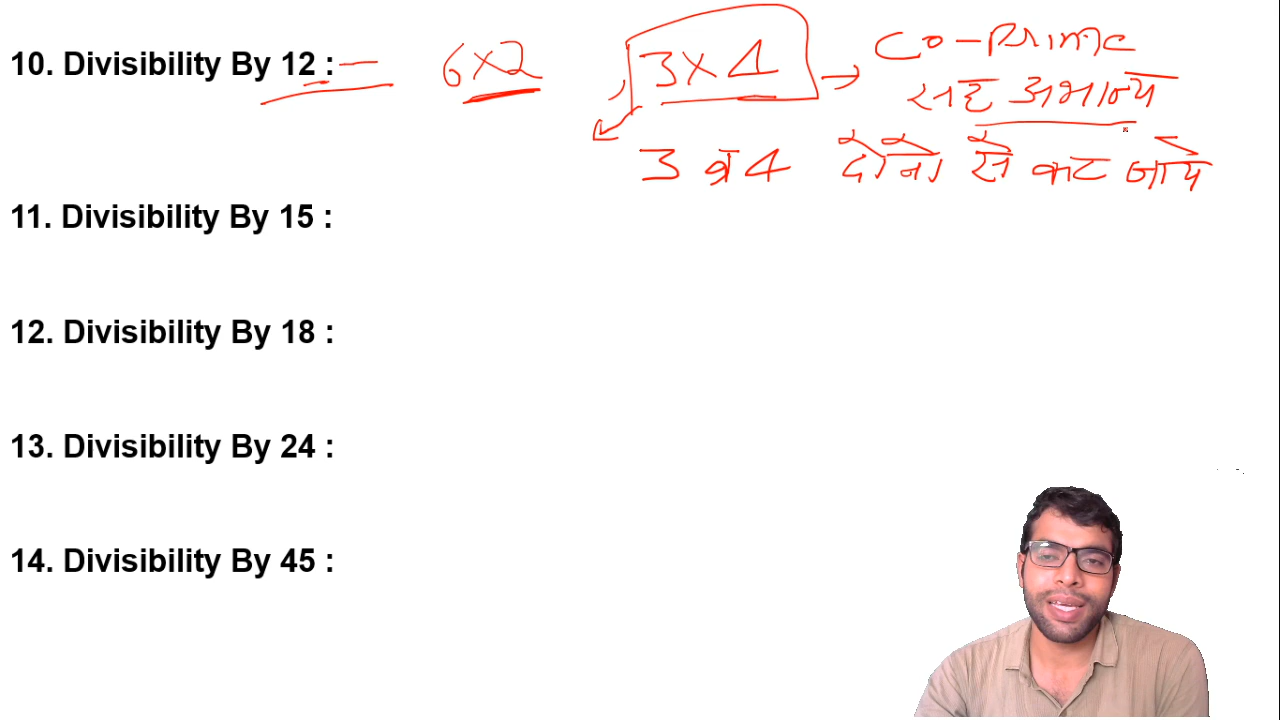 10. Divisibility By 12 : — 6×2 3×4 → Co-Prime
सह अभाज्य
3 व 4 दोनो से कट जाये
11. Divisibility By 15 :
12. Divisibility By 18 :
13. Divisibility By 24 :
14. Divisibility By 45 :